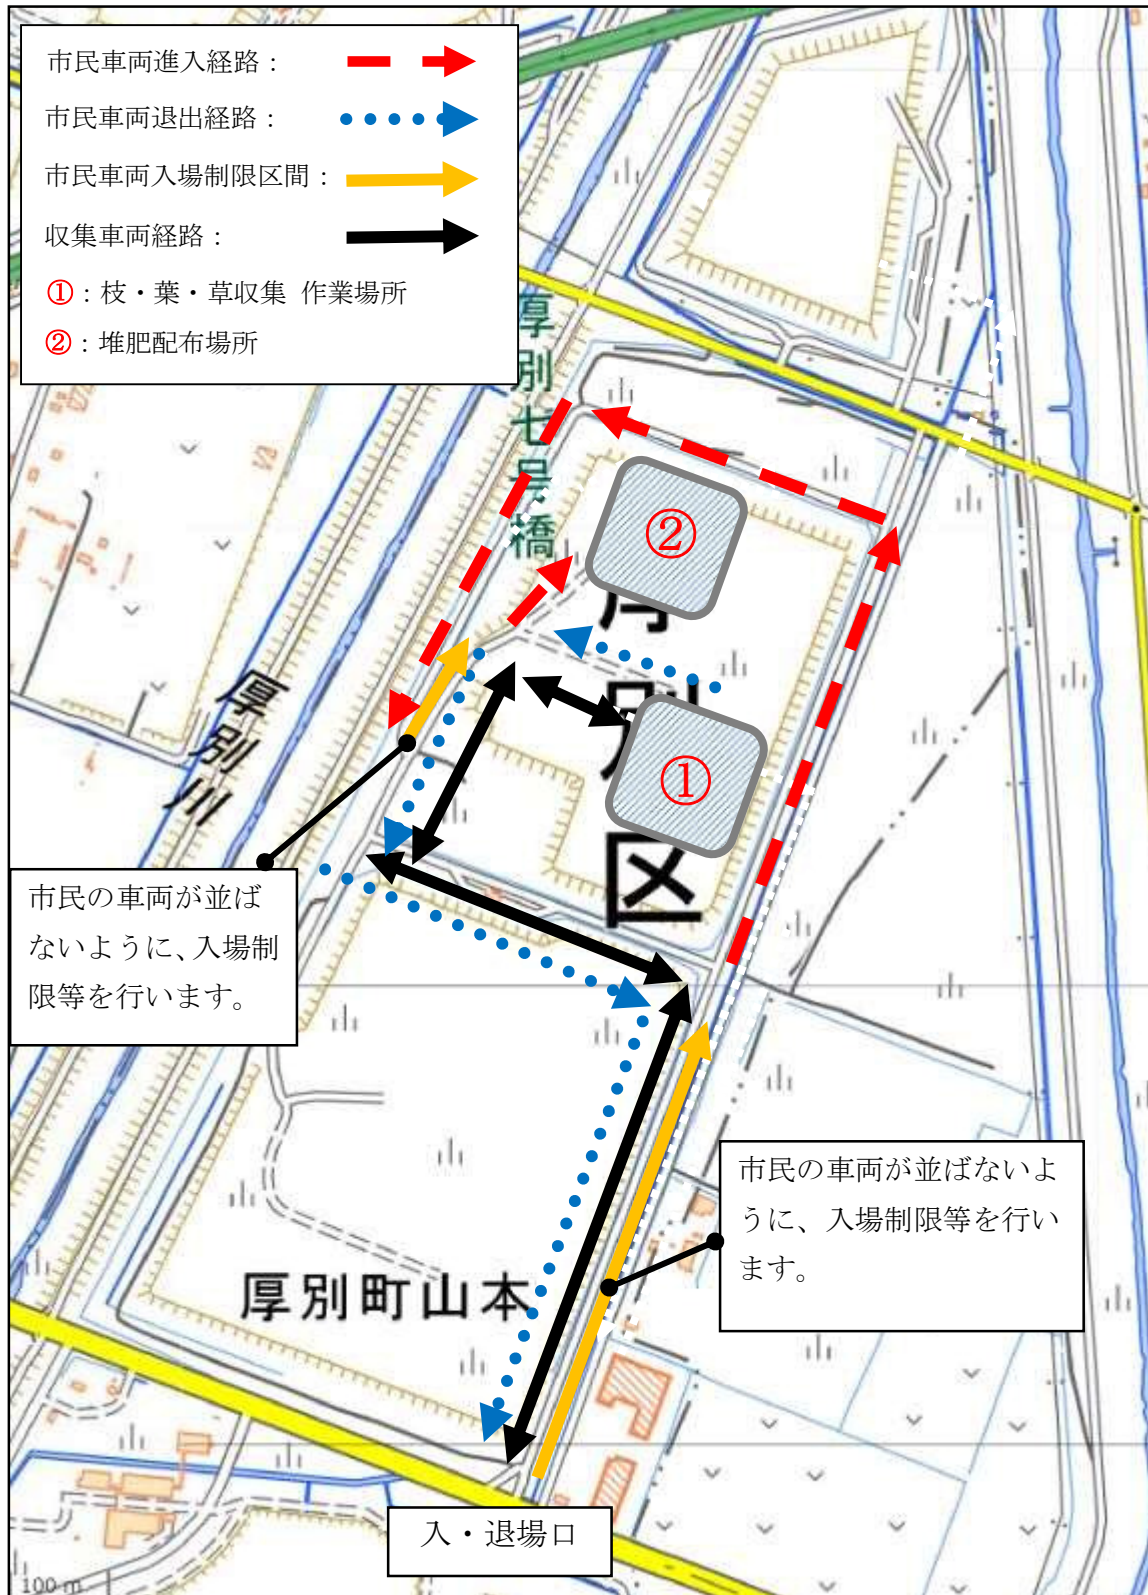 市民車両進入経路：
市民車両退出経路：
市民車両入場制限区間：
収集車両経路：
①：枝・葉・草収集 作業場所
②：堆肥配布場所
厚別七号橋
②
厚別川
①
厚別区
市民の車両が並ば
ないように、入場制
限等を行います。
市民の車両が並ばないよ
うに、入場制限等を行い
ます。
厚別町山本
入・退場口
100 m